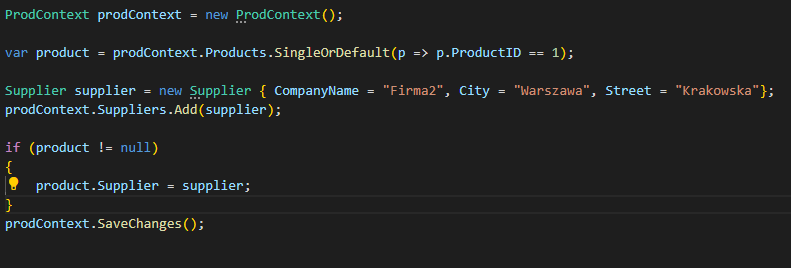 ProdContext prodContext = new ProdContext();
var product = prodContext.Products.SingleOrDefault(p => p.ProductID == 1);
Supplier supplier = new Supplier { CompanyName = "Firma2", City = "Warszawa", Street = "Krakowska"};
prodContext.Suppliers.Add(supplier);
if (product != null)
{
product.Supplier = supplier;
}
prodContext.SaveChanges();